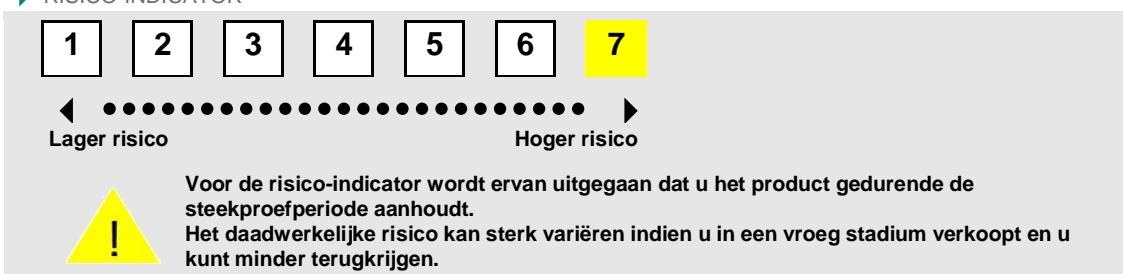 RISICO-INDICATOR
1 2 3 4 5 6 7
Lager risico Hoger risico
Voor de risico-indicator wordt ervan uitgegaan dat u het product gedurende de
steekproefperiode aanhoudt.
Het daadwerkelijke risico kan sterk variëren indien u in een vroeg stadium verkoopt en u
kunt minder terugkrijgen.
!